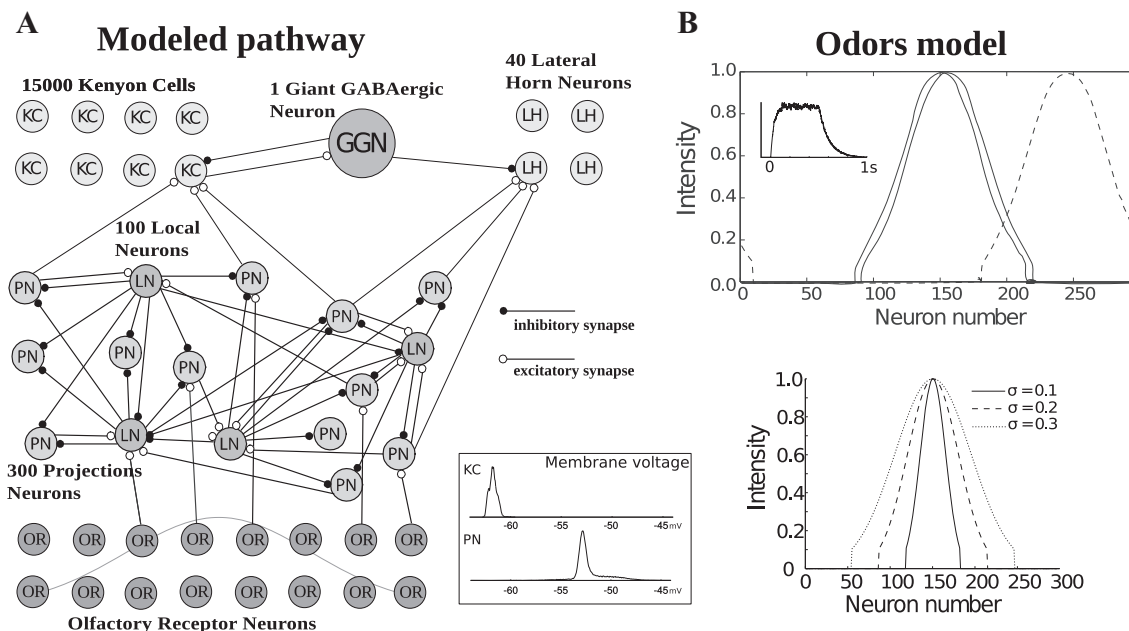 A
Modeled pathway
15000 Kenyon Cells
1 Giant GABAergic
Neuron
40 Lateral
Horn Neurons
KC KC KC KC
GGN
LH LH
KC KC KC KC
LH LH
100 Local
Neurons
PN LN PN PN
PN
PN PN PN LN
PN
PN LN LN PN PN
PN
inhibitory synapse
excitatory synapse
300 Projections
Neurons
OR OR OR OR OR OR OR OR
OR OR OR OR OR OR OR OR
Olfactory Receptor Neurons
Membrane voltage
KC
-60 -55 -50 -45 mV
PN
-60 -55 -50 -45 mV
B
Odors model
Intensity
1.0
0.8
0.6
0.4
0.2
0.0
0 1s
0 50 100 150 200 250
Neuron number
Intensity
1.0
0.8
0.6
0.4
0.2
0
σ = 0.1
σ = 0.2
σ = 0.3
0 50 100 150 200 250 300
Neuron number